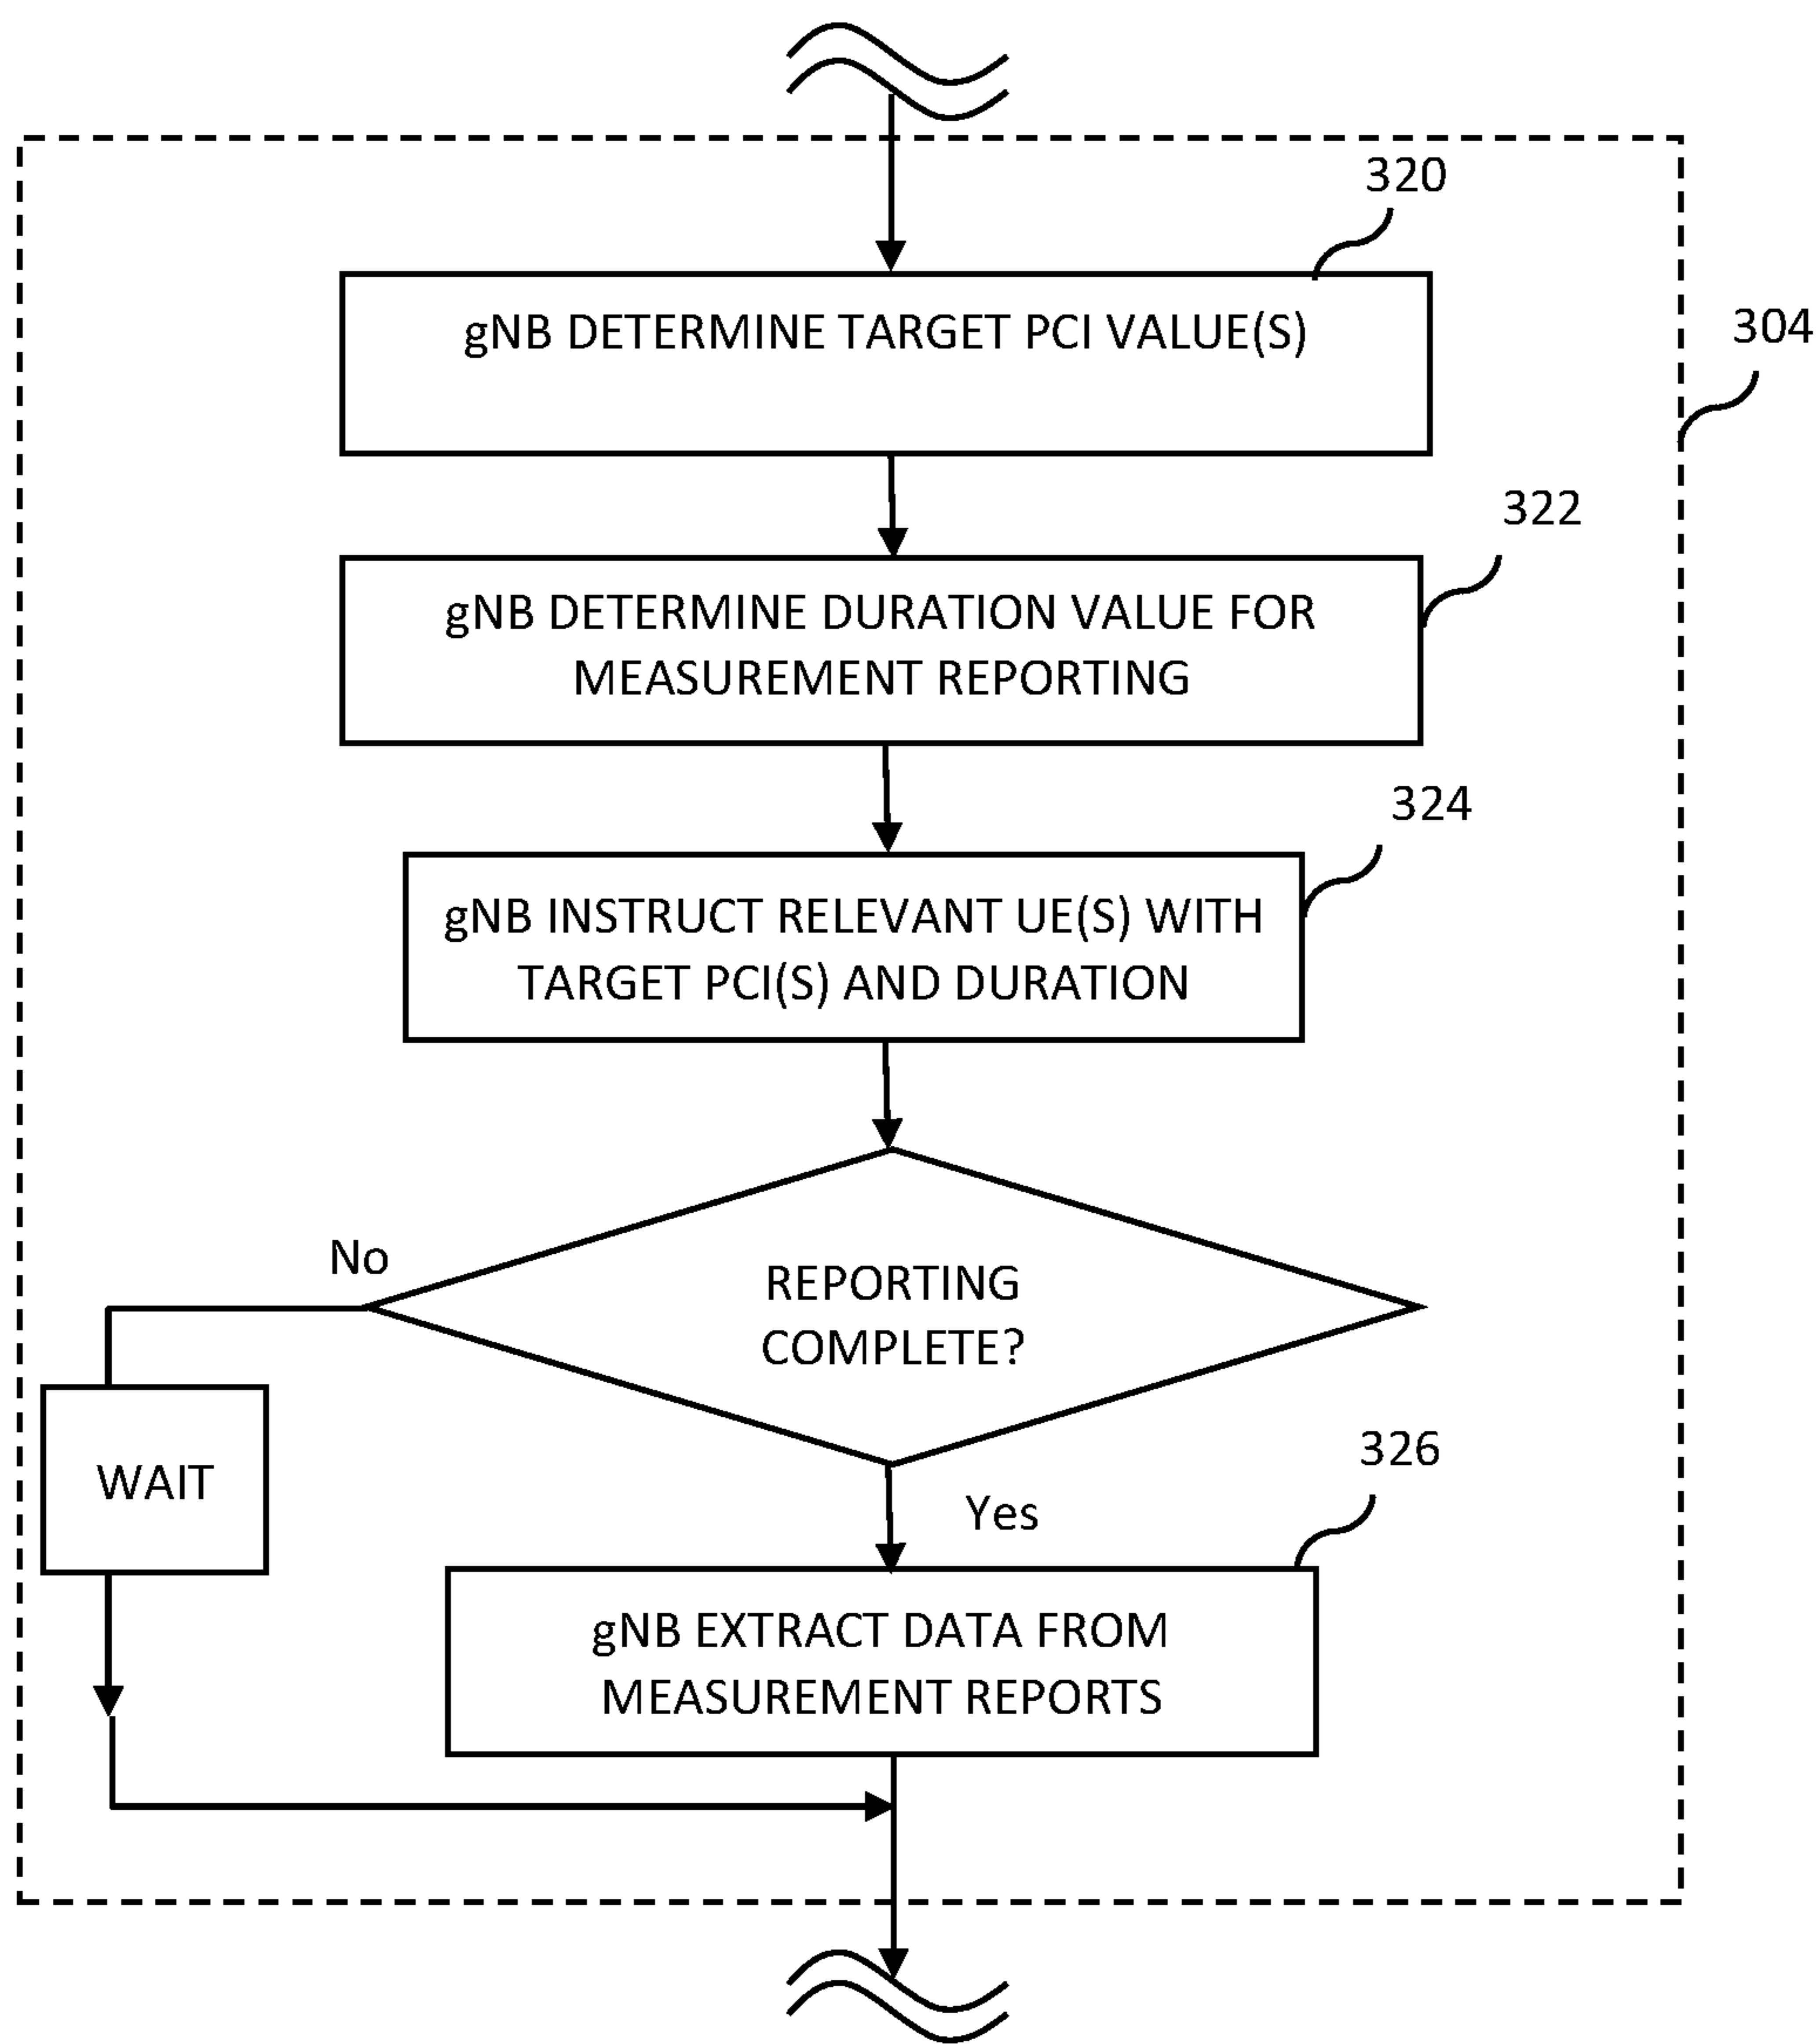 320
gNB DETERMINE TARGET PCI VALUE(S)
304
322
gNB DETERMINE DURATION VALUE FOR
MEASUREMENT REPORTING
324
gNB INSTRUCT RELEVANT UE(S) WITH
TARGET PCI(S) AND DURATION
No
REPORTING
COMPLETE?
WAIT
326
Yes
gNB EXTRACT DATA FROM
MEASUREMENT REPORTS